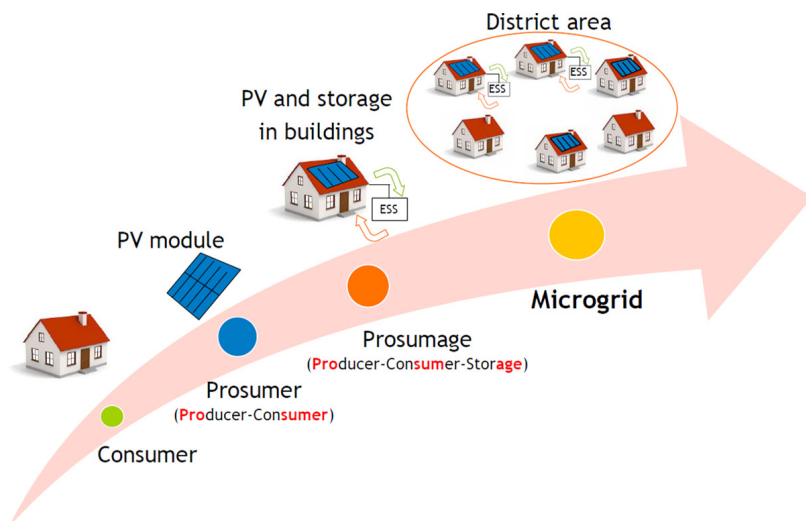 District area
ESS
ESS
PV and storage
in buildings
ESS
PV module
Microgrid
Prosumage
(Producer-Consumer-Storage)
Prosumer
(Producer-Consumer)
Consumer